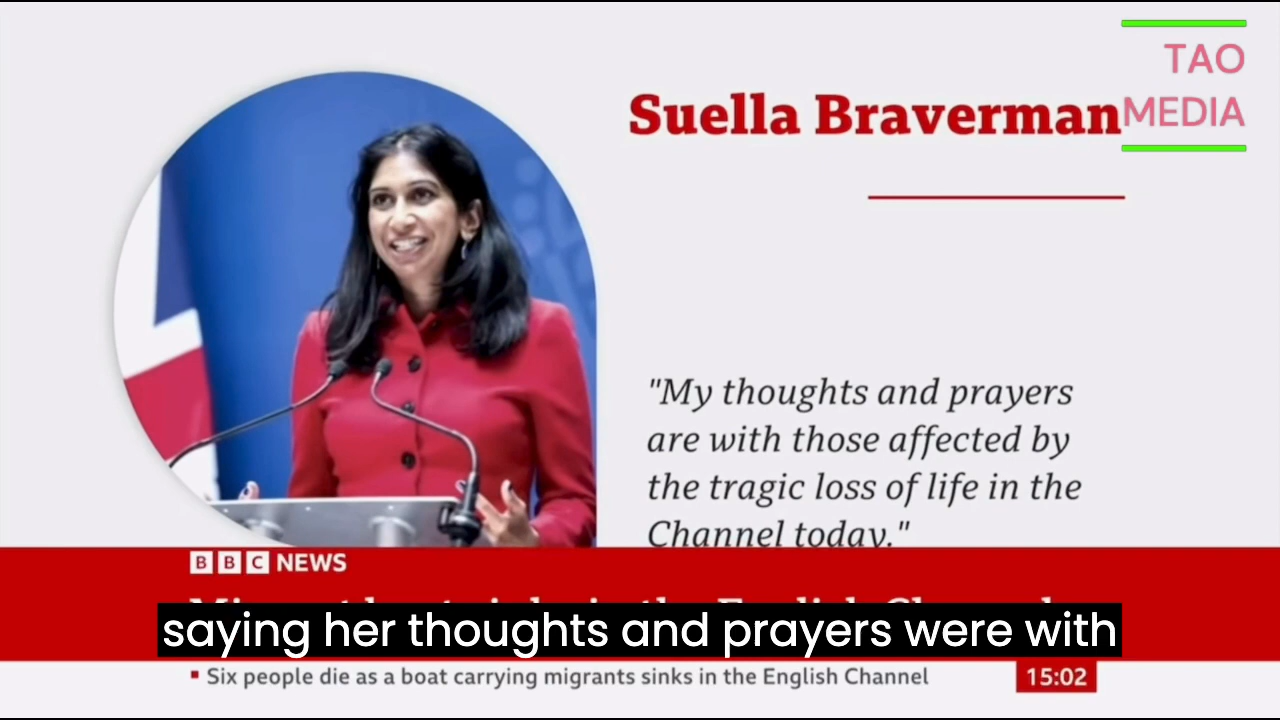 TAO
MEDIA
Suella Braverman
"My thoughts and prayers
are with those affected by
the tragic loss of life in the
Channel today."
BBC NEWS
saying her thoughts and prayers were with
Six people die as a boat carrying migrants sinks in the English Channel
15:02